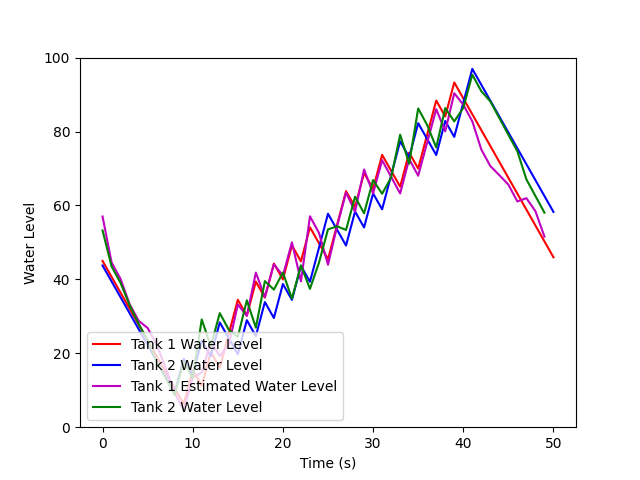 100
80
60
40
20
0
Water Level
Tank 1 Water Level
Tank 2 Water Level
Tank 1 Estimated Water Level
Tank 2 Water Level
0 10 20 30 40 50
Time (s)